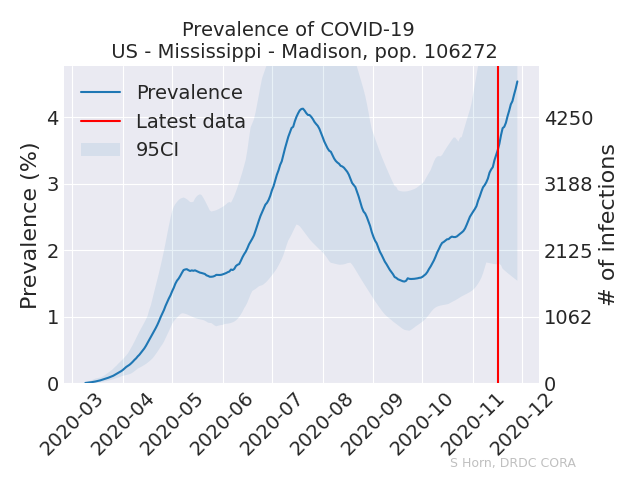 Prevalence of COVID-19
US - Mississippi - Madison, pop. 106272
Prevalence
Latest data
95CI
Prevalence (%)
4
3
2
1
0
4250
3188
2125
1062
0
# of infections
2020-03
2020-04
2020-05
2020-06
2020-07
2020-08
2020-09
2020-10
2020-11
2020-12
S Horn, DRDC CORA